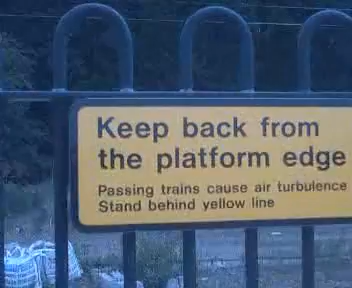 Keep back from
the platform edge
Passing trains cause air turbulence
Stand behind yellow line